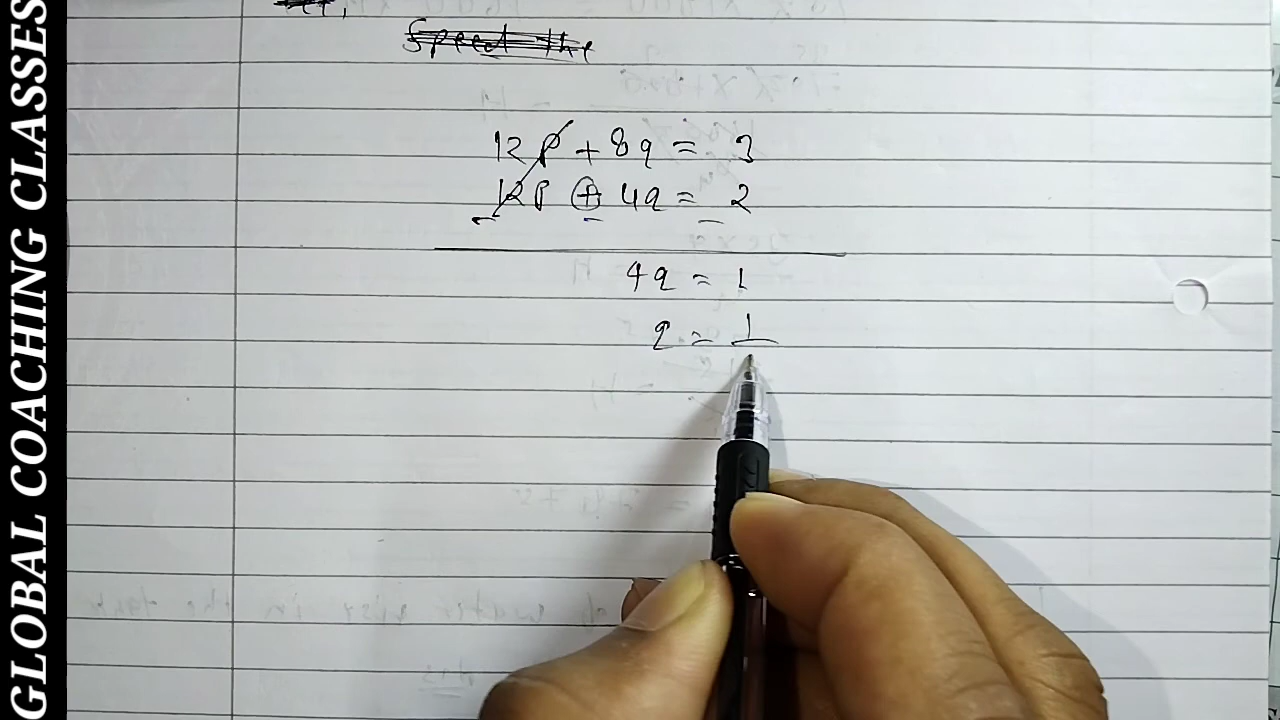 GLOBAL COACHING CLASSES
Speed the
12p + 8q = 3
12p + 4q = 2
4q = 1
q = 1